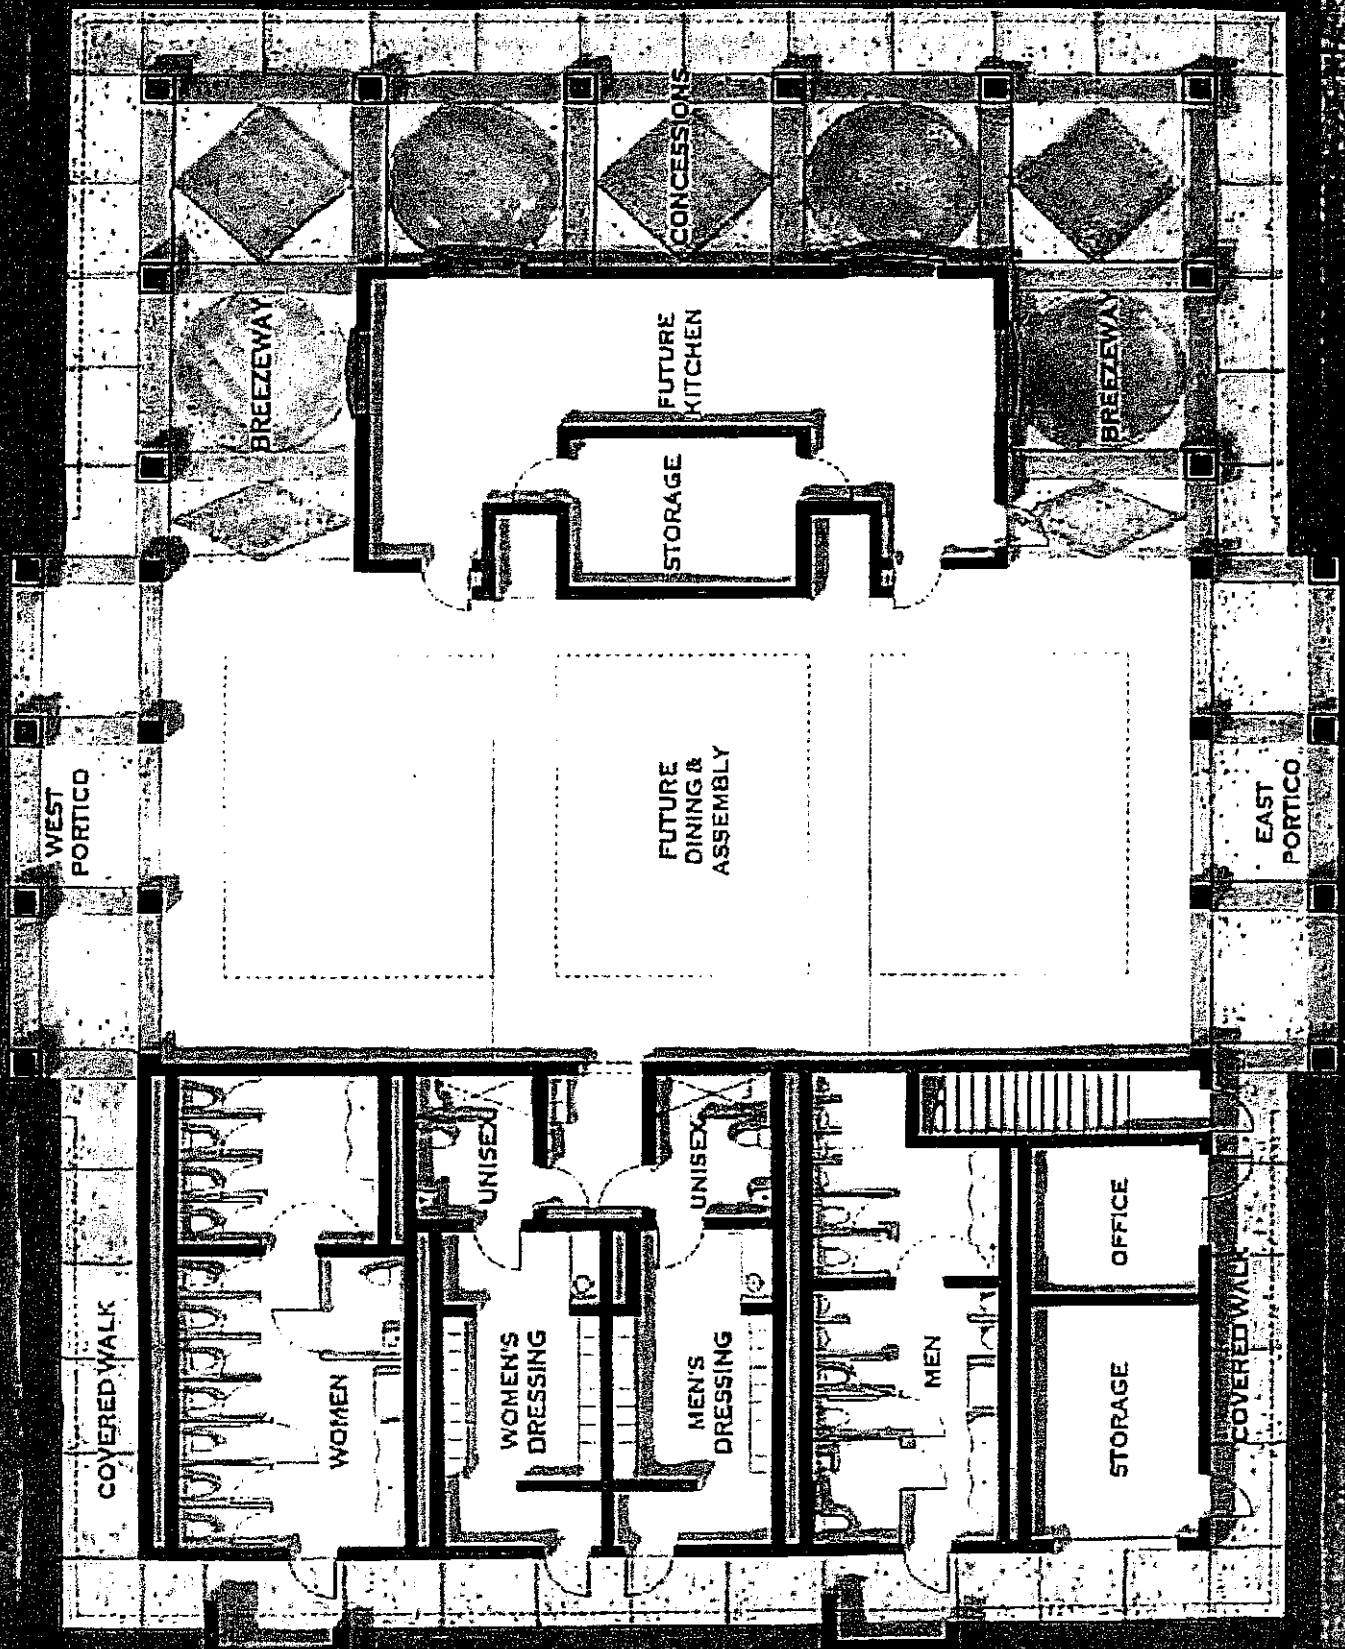 CONCESSIONS
BREEZEWAY
FUTURE
KITCHEN
BREEZEWAY
STORAGE
WEST
PORTICO
FUTURE
DINING &
ASSEMBLY
EAST
PORTICO
UNISEX
UNISEX
OFFICE
COVERED WALK
WOMEN
WOMEN'S
DRESSING
MEN'S
DRESSING
MEN
STORAGE
COVERED WALK